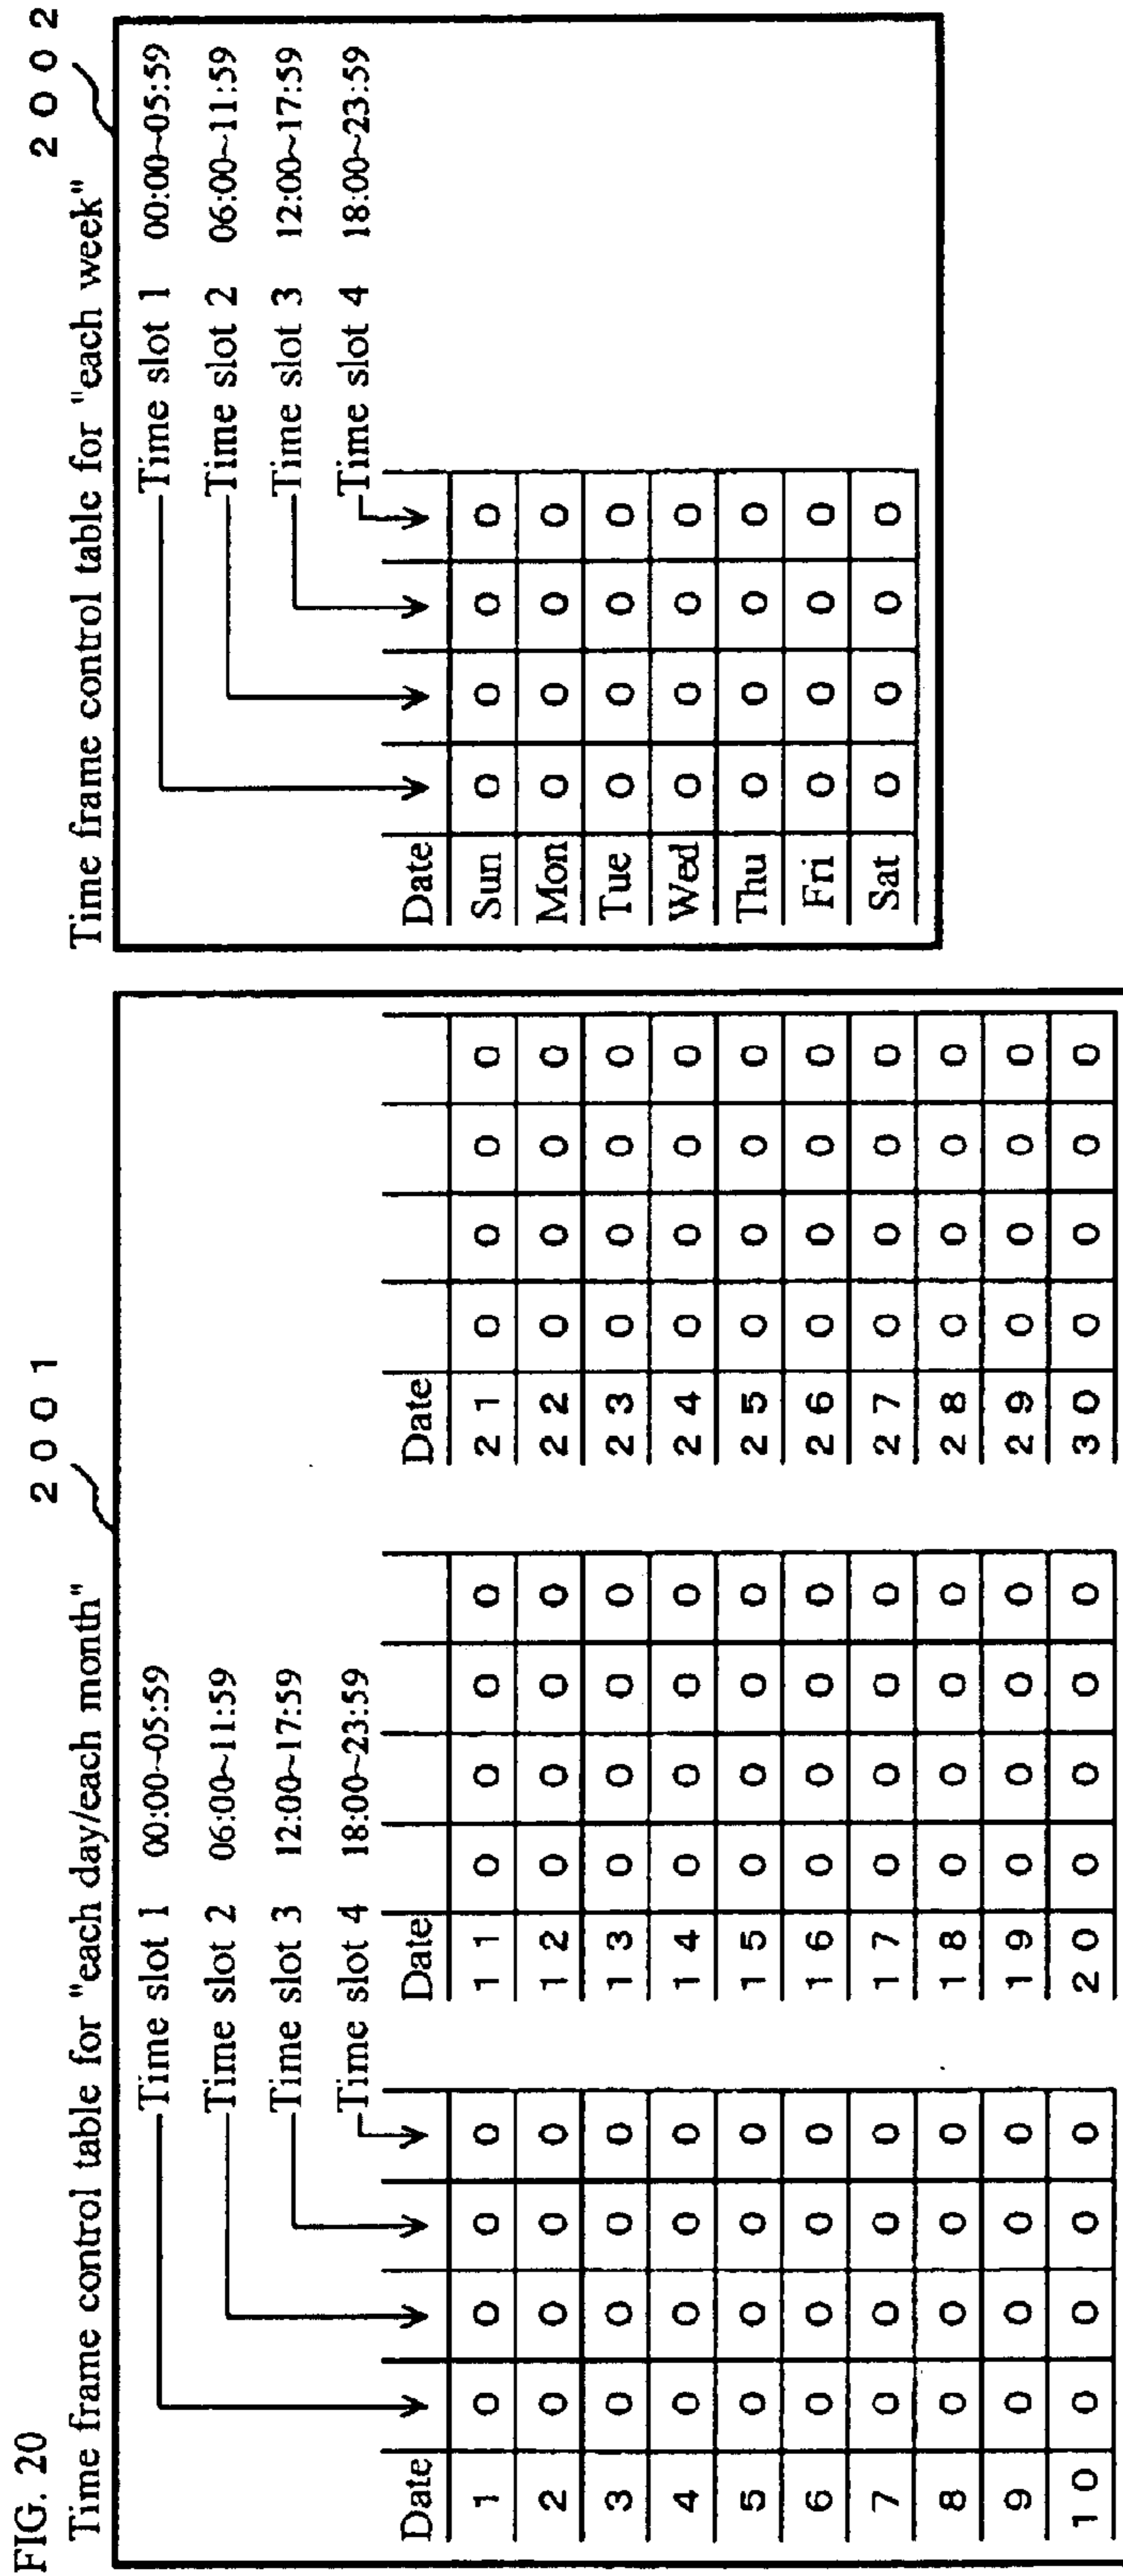 FIG. 20
2001
Time frame control table for "each day/each month"
Time slot 1 00:00~05:59
Time slot 2 06:00~11:59
Time slot 3 12:00~17:59
Time slot 4 18:00~23:59
Date Date Date
1 0 0 0 0 11 0 0 0 0 21 0 0 0 0
2 0 0 0 0 12 0 0 0 0 22 0 0 0 0
3 0 0 0 0 13 0 0 0 0 23 0 0 0 0
4 0 0 0 0 14 0 0 0 0 24 0 0 0 0
5 0 0 0 0 15 0 0 0 0 25 0 0 0 0
6 0 0 0 0 16 0 0 0 0 26 0 0 0 0
7 0 0 0 0 17 0 0 0 0 27 0 0 0 0
8 0 0 0 0 18 0 0 0 0 28 0 0 0 0
9 0 0 0 0 19 0 0 0 0 29 0 0 0 0
10 0 0 0 0 20 0 0 0 0 30 0 0 0 0
2002
Time frame control table for "each week"
Time slot 1 00:00~05:59
Time slot 2 06:00~11:59
Time slot 3 12:00~17:59
Time slot 4 18:00~23:59
Date
Sun 0 0 0 0
Mon 0 0 0 0
Tue 0 0 0 0
Wed 0 0 0 0
Thu 0 0 0 0
Fri 0 0 0 0
Sat 0 0 0 0